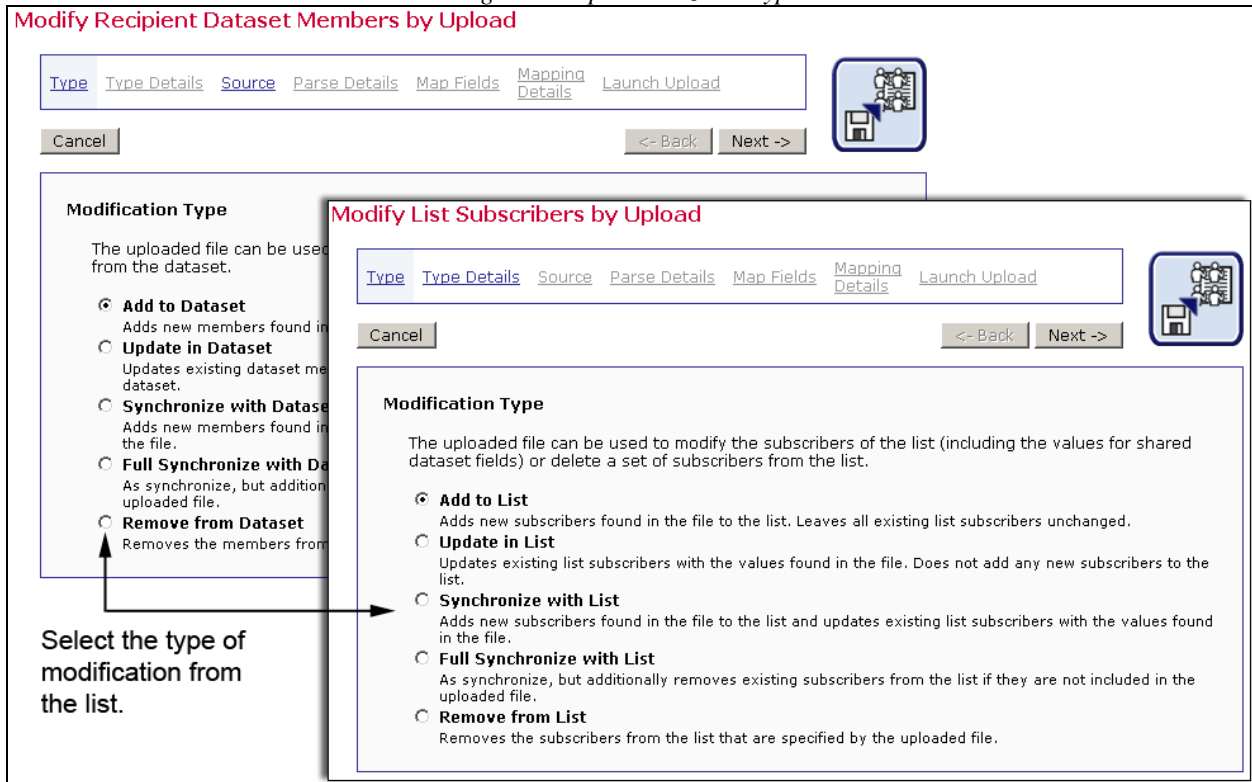 Modify Recipient Dataset Members by Upload
Type Type Details Source Parse Details Map Fields Mapping Details Launch Upload
Cancel <- Back Next ->
Modification Type
The uploaded file can be used
from the dataset.
Add to Dataset
Adds new members found in
Update in Dataset
Updates existing dataset me
dataset.
Synchronize with Datase
Adds new members found in
the file.
Full Synchronize with Da
As synchronize, but addition
uploaded file.
Remove from Dataset
Removes the members from
Select the type of
modification from
the list.
Modify List Subscribers by Upload
Type Type Details Source Parse Details Map Fields Mapping Details Launch Upload
Cancel <- Back Next ->
Modification Type
The uploaded file can be used to modify the subscribers of the list (including the values for shared
dataset fields) or delete a set of subscribers from the list.
Add to List
Adds new subscribers found in the file to the list. Leaves all existing list subscribers unchanged.
Update in List
Updates existing list subscribers with the values found in the file. Does not add any new subscribers to the
list.
Synchronize with List
Adds new subscribers found in the file to the list and updates existing list subscribers with the values found
in the file.
Full Synchronize with List
As synchronize, but additionally removes existing subscribers from the list if they are not included in the
uploaded file.
Remove from List
Removes the subscribers from the list that are specified by the uploaded file.